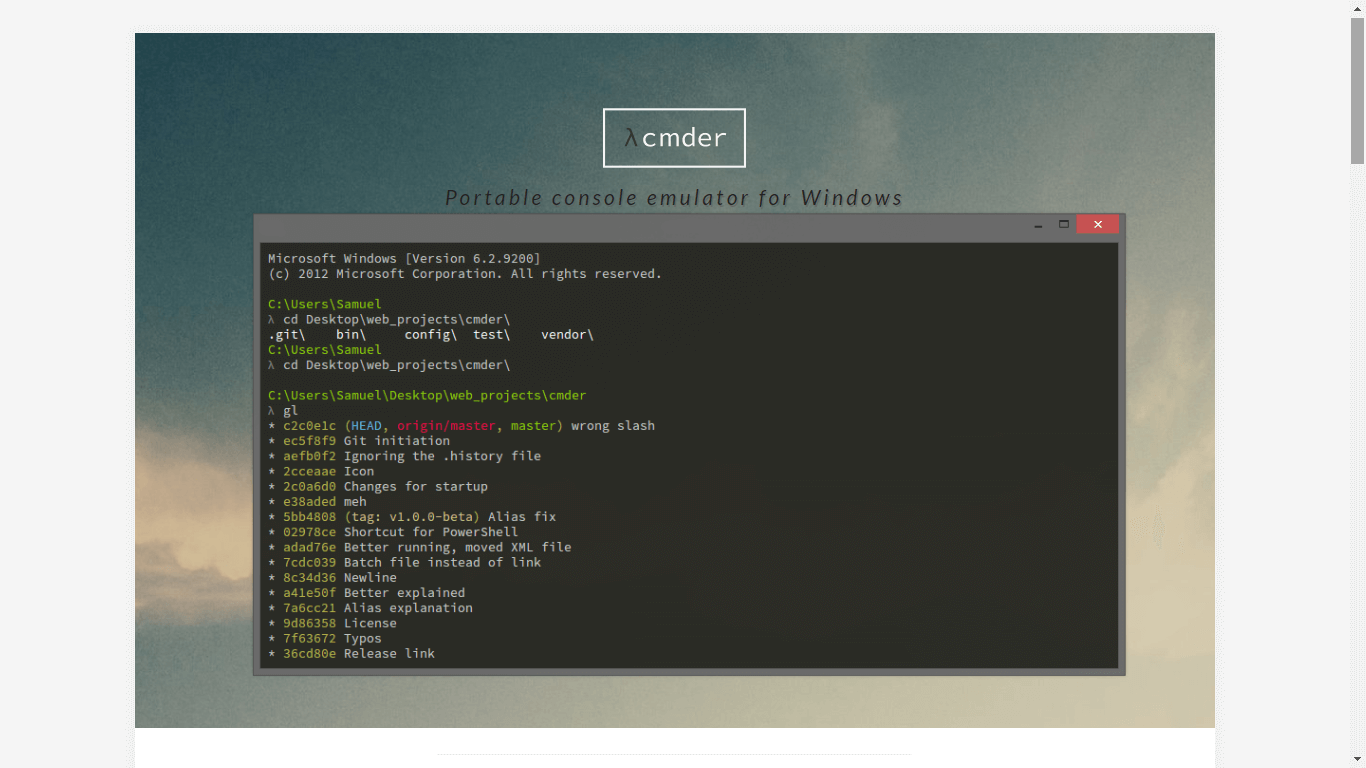 λcmder
Portable console emulator for Windows
Microsoft Windows [Version 6.2.9200]
(c) 2012 Microsoft Corporation. All rights reserved.
C:\Users\Samuel
λ cd Desktop\web_projects\cmder\
.git\ bin\ config\ test\ vendor\
C:\Users\Samuel
λ cd Desktop\web_projects\cmder\
C:\Users\Samuel\Desktop\web_projects\cmder
λ gl
* c2c0e1c (HEAD, origin/master, master) wrong slash
* ec5f8f9 Git initiation
* aefb0f2 Ignoring the .history file
* 2cceaae Icon
* 2c0a6d0 Changes for startup
* e38aded meh
* 5bb4808 (tag: v1.0.0-beta) Alias fix
* 02978ce Shortcut for PowerShell
* adad76e Better running, moved XML file
* 7cdc039 Batch file instead of link
* 8c34d36 Newline
* a41e50f Better explained
* 7a6cc21 Alias explanation
* 9d86358 License
* 7f63672 Typos
* 36cd80e Release link